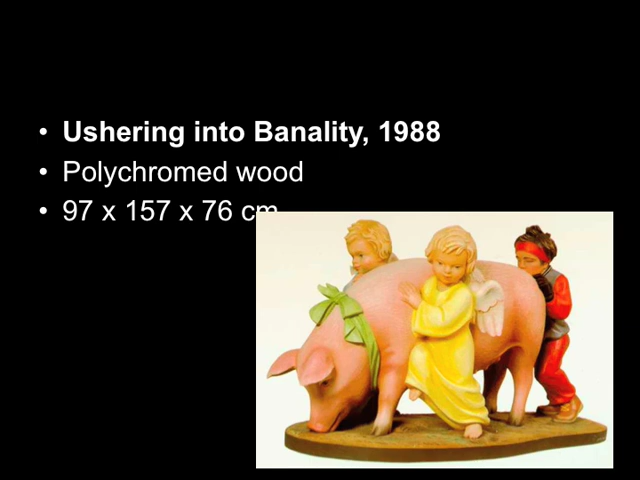 • Ushering into Banality, 1988
• Polychromed wood
• 97 x 157 x 76 cm